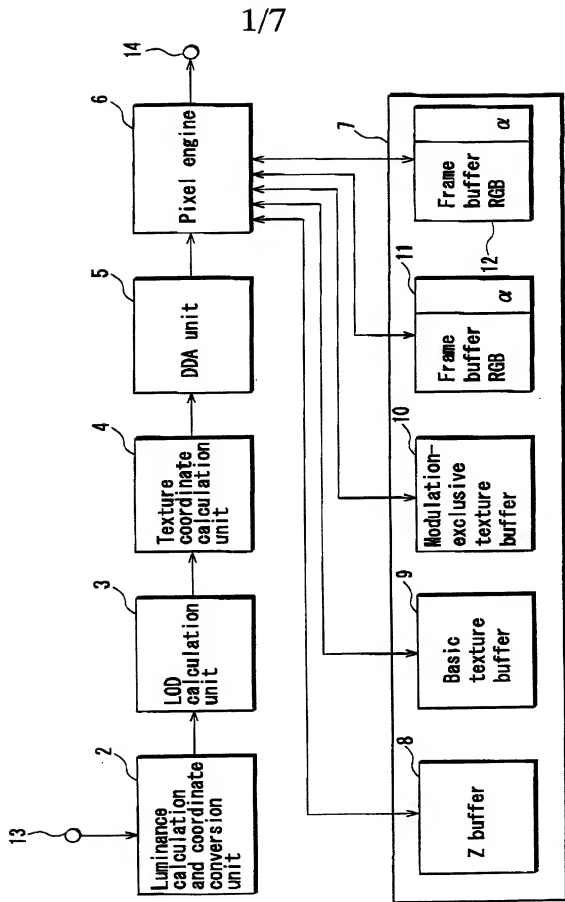 1/7
13
2
Luminance
calculation
and coordinate
conversion
unit
3
LOD
calculation
unit
4
Texture
coordinate
calculation
unit
5
DDA unit
6
Pixel engine
14
7
8
Z buffer
9
Basic
texture
buffer
10
Modulation-
exclusive
texture
buffer
11
Frame
buffer
RGB
α
12
Frame
buffer
RGB
α